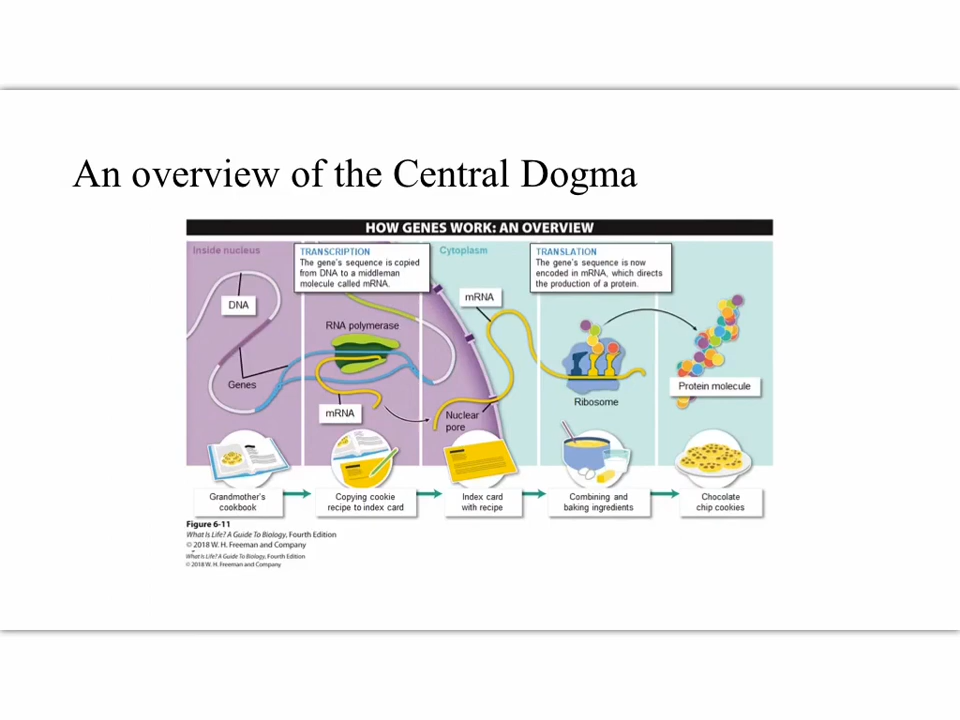 An overview of the Central Dogma
HOW GENES WORK: AN OVERVIEW
Inside nucleus
TRANSCRIPTION
The gene's sequence is copied
from DNA to a middleman
molecule called mRNA.
Cytoplasm
TRANSLATION
The gene's sequence is now
encoded in mRNA, which directs
the production of a protein.
DNA
Genes
RNA polymerase
mRNA
mRNA
Nuclear
pore
Ribosome
Protein molecule
Grandmother's
cookbook
Copying cookie
recipe to index card
Index card
with recipe
Combining and
baking ingredients
Chocolate
chip cookies
Figure 6-11
What Is Life? A Guide To Biology, Fourth Edition
© 2018 W. H. Freeman and Company
What Is Life? A Guide To Biology, Fourth Edition
© 2018 W. H. Freeman and Company